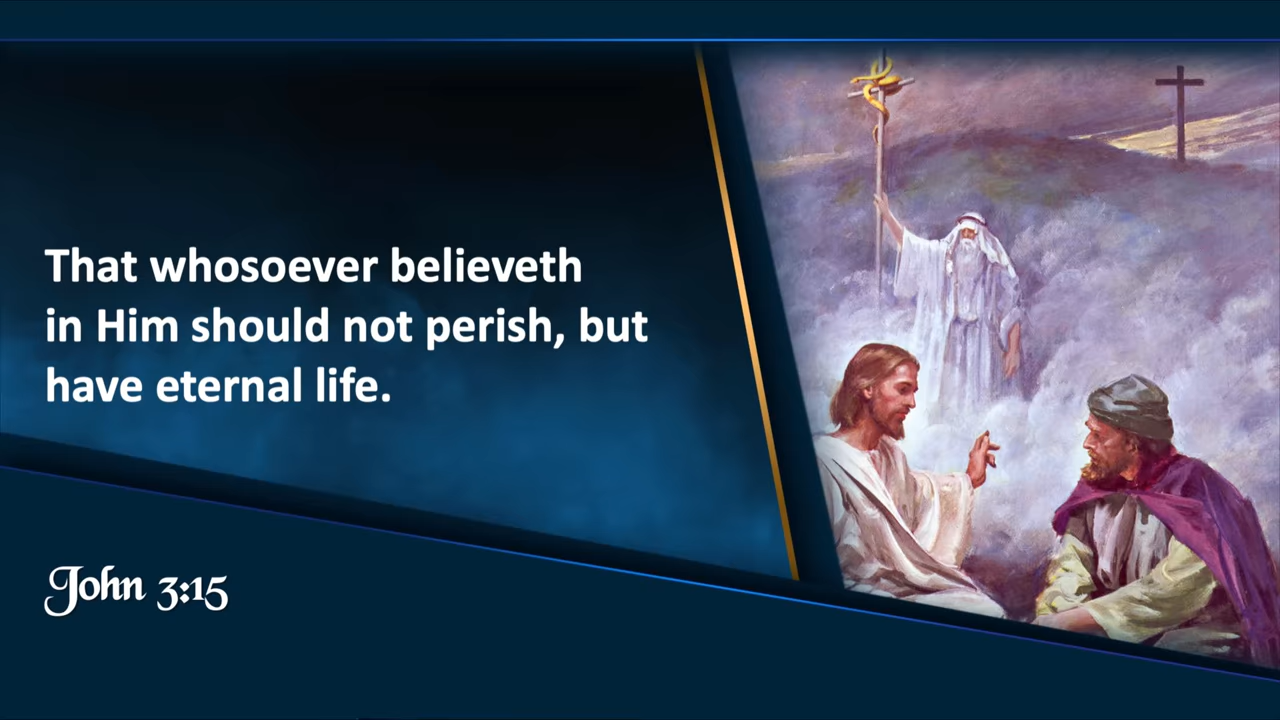 That whosoever believeth
in Him should not perish, but
have eternal life.
John 3:15